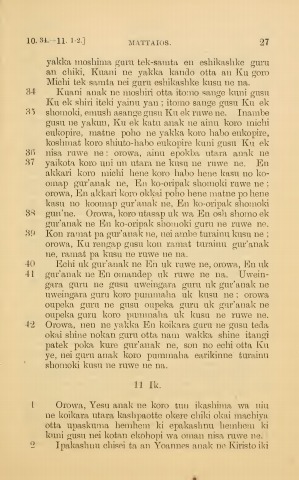 10. 34.—11. 1-2.] MATTAIOS. 27
yakka moshima guru tek-samta en eshikashke guru
an chiki, Kuani ne yakka kando otta an Ku goro
Michi tek samta nei guru eshikashke kusu ne na.
34 Kuani anak ne moshiri otta itomo sange kuni gusu
Ku ek shiri iteki yainu yan; itomo sange gusu Ku ek
35 shomoki, emush asange gusu Ku ek ruwe ne. Inambe
gusu ne yakun, Ku ek katu anak ne ainu koro michi
eukopire, matne poho ne yakka koro habo eukopire,
koshmat koro shiuto-habo eukopire kuni gusu Ku ek
36 nisa ruwe ne: orowa, ainu epokba utara anak ne
37 yaikota koro uni un utara ne kusu ne ruwe ne. En
akkari koro michi hene koro habo hene kasu no ko-
omap gur'anak ne, En ko-oripak shomoki ruwe ne;
orowa, En akkari koro okkai poho hene matne po hene
kasu no koomap gur'anak ne, En ko-oripak shomoki
38 gun'ne. Orowa, koro utasap uk wa En osh shomo ek
gur'anak ne En ko-oripak shomoki guru ne ruwe ne.
39 Kon ramat pa gur'anak ne, nei ambe turainu kusu ne;
orowa, Ku rengap gusu kon ramat turainu gur'anak
ne, ramat pa kusu ne ruwe ne na.
40 Echi uk gur'anak ne En uk ruwe ne, orowa, En uk
41 gur'anak ne En omandep uk ruwe ne na. Uwein-
gara guru ne gusu uweingara guru uk gur'anak ne
uweingara guru koro pummaha uk kusu ne: orowa
oupeka guru ne gusu oupeka guru uk gur'anak ne
oupeka guru koro pummaha uk kusu ne ruwe ne.
42 Orowa, nen ne yakka En koikara guru ne gusu teda
okai shine nokan guru otta nam wakka shine itangi
patek poka kure gur'anak ne, son no echi otta Ku
ye, nei guru anak koro pummaha earikinne turainu
shomoki kusu ne ruwe ne na.
11 Ik.
1 Orowa, Yesu anak ne koro tun ikashima wa niu
ne koikara utara kashpaotte okere chiki okai machiya
otta upaskuma hemhem ki epakashnu hemhem ki
kuni gusu nei kotan ekohopi wa oman nisa ruwe ne.
2 Ipakashnu chisei ta an Yoannes anak ne Kiristo iki